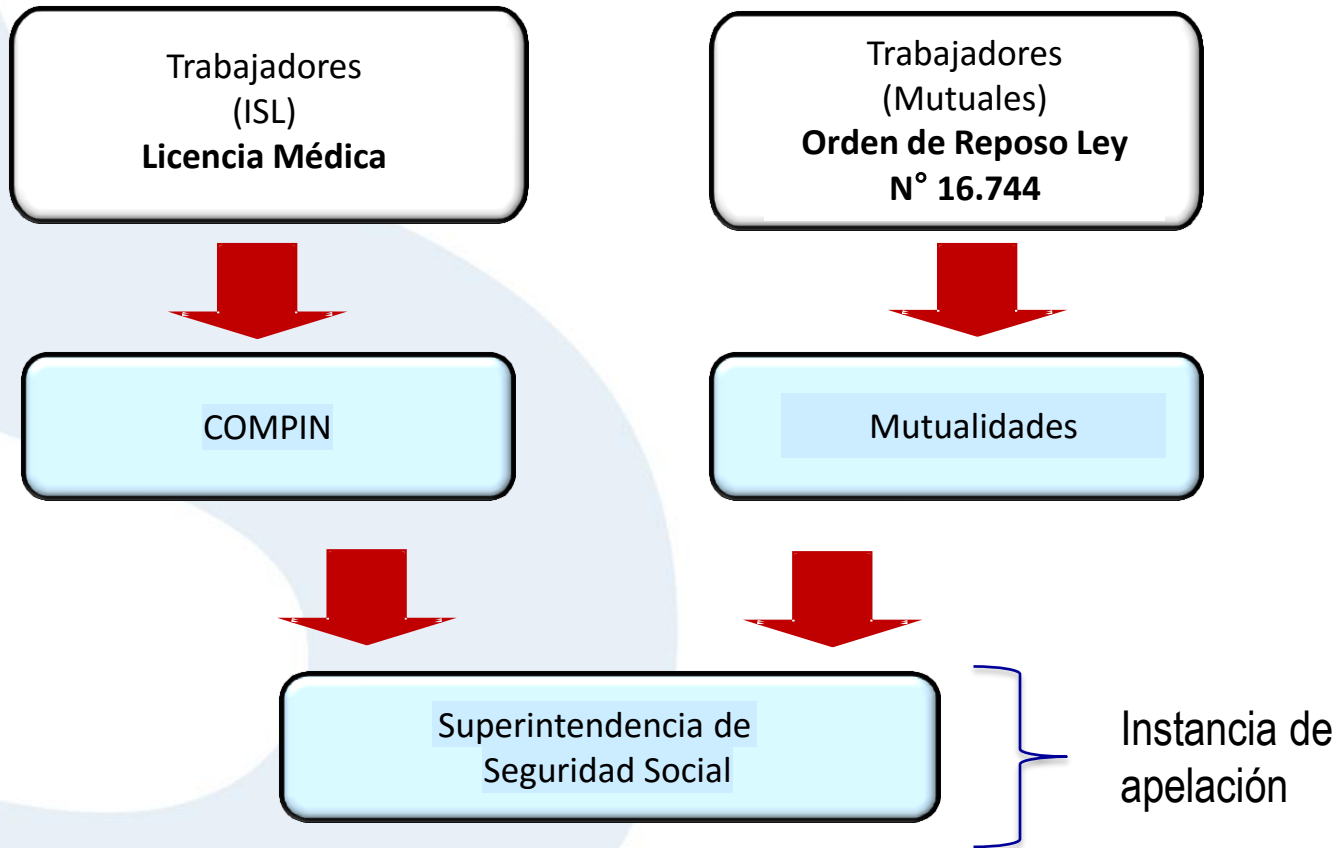 Trabajadores
(ISL)
Licencia Médica
Trabajadores
(Mutuales)
Orden de Reposo Ley
N° 16.744
COMPIN
Mutualidades
Superintendencia de
Seguridad Social
Instancia de
apelación